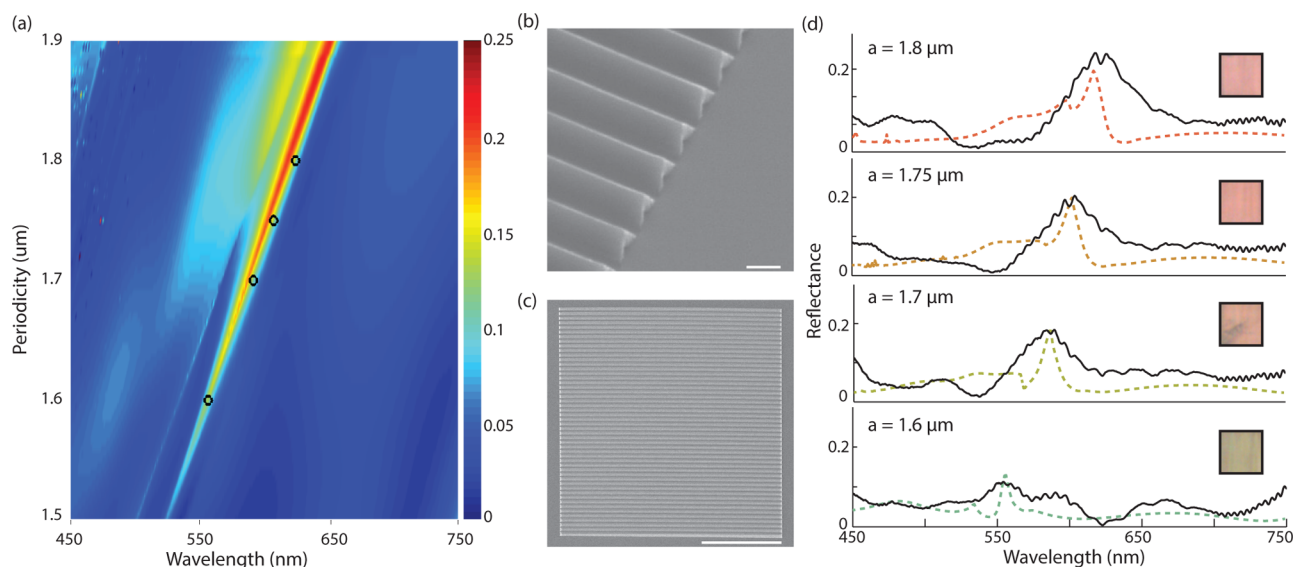 (a)
1.9
1.8
1.7
1.6
1.5
Periodicity (um)
450
550
650
750
Wavelength (nm)
0.25
0.2
0.15
0.1
0.05
0
(b)
(c)
(d)
a = 1.8 µm
0.2
0
a = 1.75 µm
0.2
0
a = 1.7 µm
0.2
0
a = 1.6 µm
0.2
0
Reflectance
450
550
650
750
Wavelength (nm)